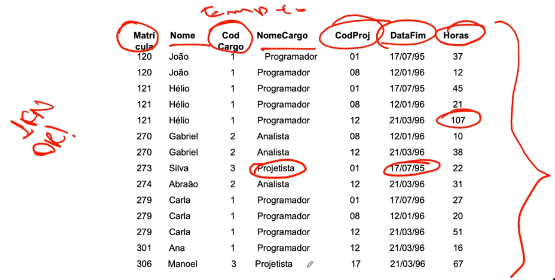 Matrí Nome Cod NomeCargo CodProj DataFim Horas
cula Cargo
120 João 1 Programador 01 17/07/95 37
120 João 1 Programador 08 12/01/96 12
121 Hélio 1 Programador 01 17/07/95 45
121 Hélio 1 Programador 08 12/01/96 21
121 Hélio 1 Programador 12 21/03/96 107
270 Gabriel 2 Analista 08 12/01/96 10
270 Gabriel 2 Analista 12 21/03/96 38
273 Silva 3 Projetista 01 17/07/95 22
274 Abraão 2 Analista 12 21/03/96 31
279 Carla 1 Programador 01 17/07/95 27
279 Carla 1 Programador 08 12/01/96 20
279 Carla 1 Programador 12 21/03/96 51
301 Ana 1 Programador 12 21/03/96 16
306 Manoel 3 Projetista 17 21/03/96 67